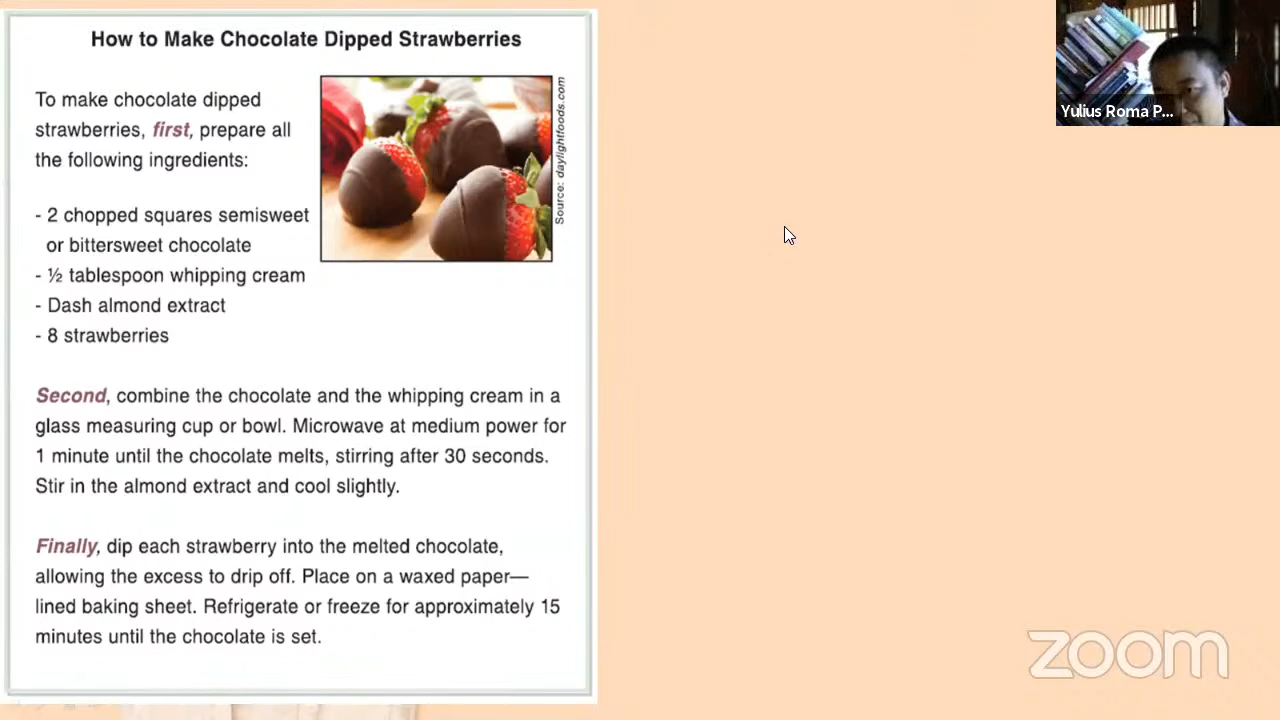 How to Make Chocolate Dipped Strawberries
To make chocolate dipped
strawberries, first, prepare all
the following ingredients:
- 2 chopped squares semisweet
or bittersweet chocolate
- ½ tablespoon whipping cream
- Dash almond extract
- 8 strawberries
Source: daylightfoods.com
Second, combine the chocolate and the whipping cream in a
glass measuring cup or bowl. Microwave at medium power for
1 minute until the chocolate melts, stirring after 30 seconds.
Stir in the almond extract and cool slightly.
Finally, dip each strawberry into the melted chocolate,
allowing the excess to drip off. Place on a waxed paper—
lined baking sheet. Refrigerate or freeze for approximately 15
minutes until the chocolate is set.
Yulius Roma P...
zoom